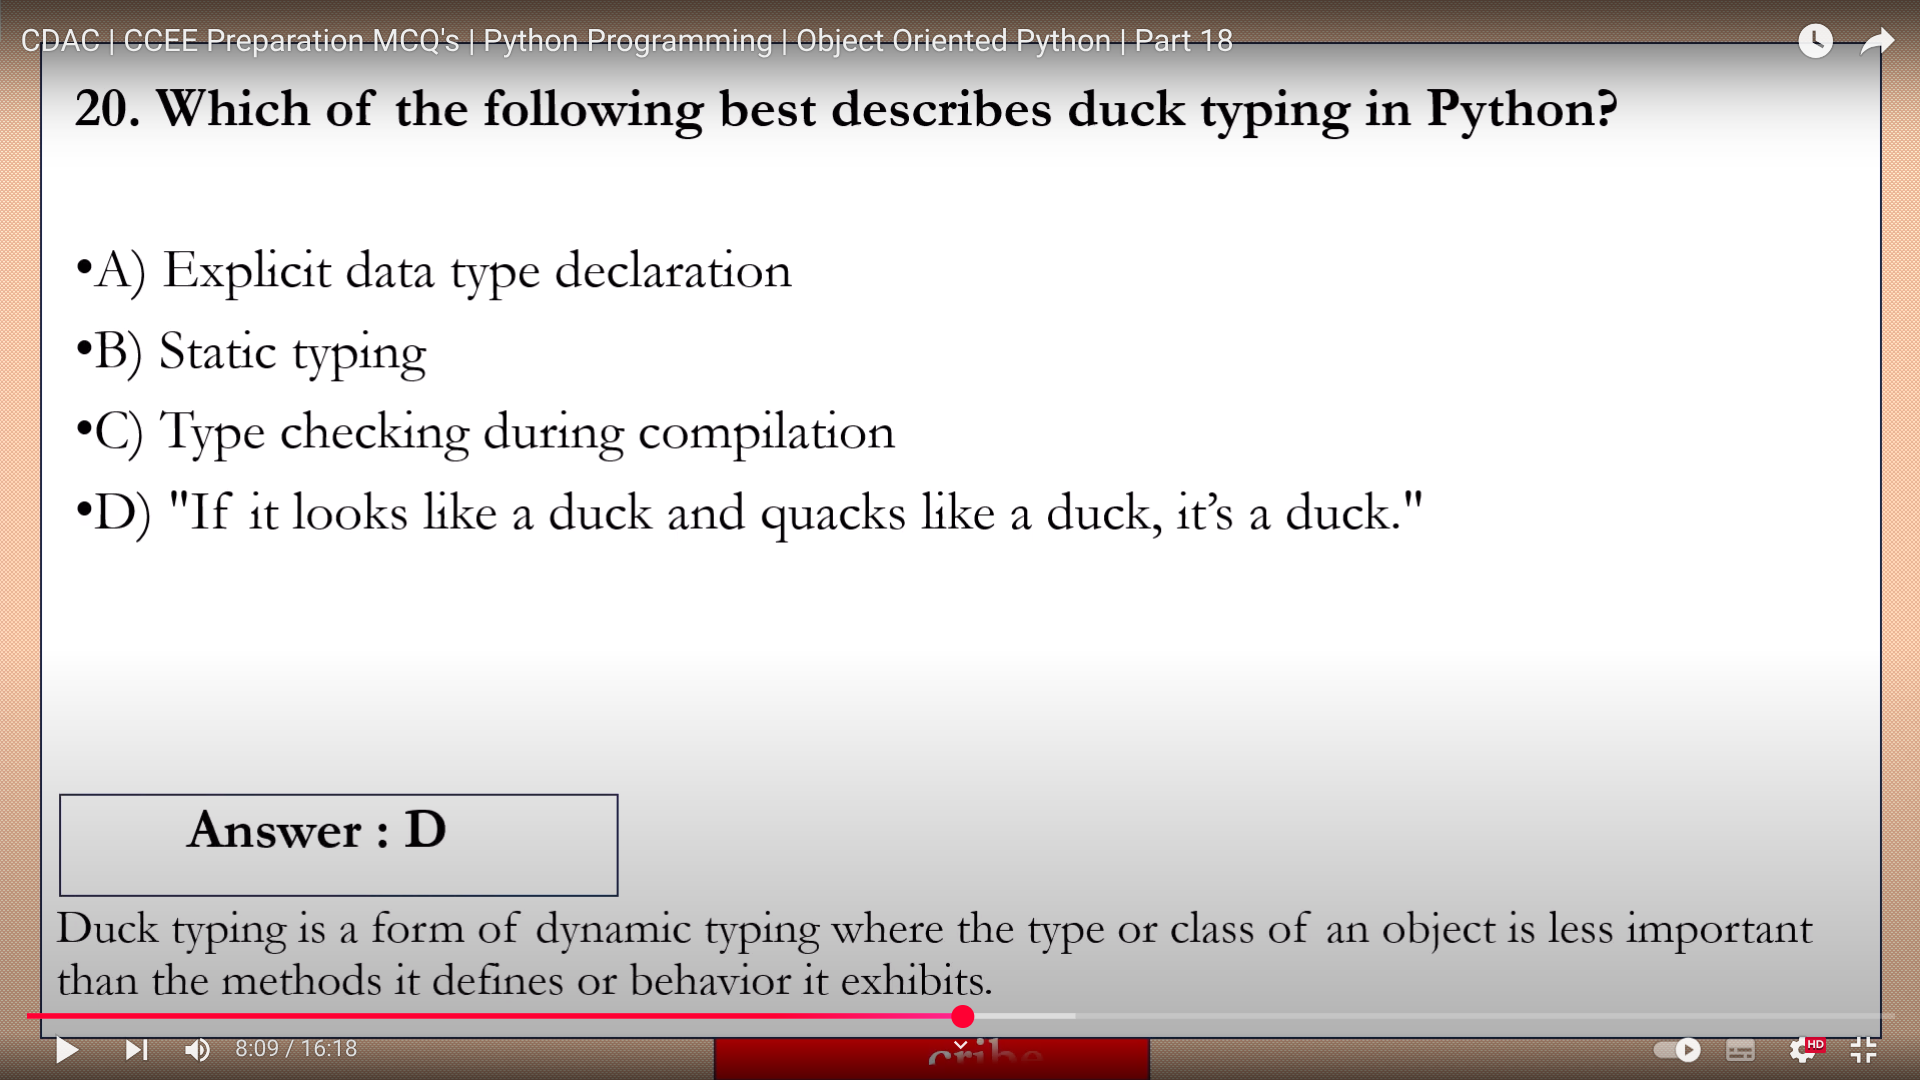 CDAC | CCEE Preparation MCQ's | Python Programming | Object Oriented Python | Part 18
20. Which of the following best describes duck typing in Python?
•A) Explicit data type declaration
•B) Static typing
•C) Type checking during compilation
•D) "If it looks like a duck and quacks like a duck, it’s a duck."
Answer : D
Duck typing is a form of dynamic typing where the type or class of an object is less important
than the methods it defines or behavior it exhibits.
8:09 / 16:18
HD